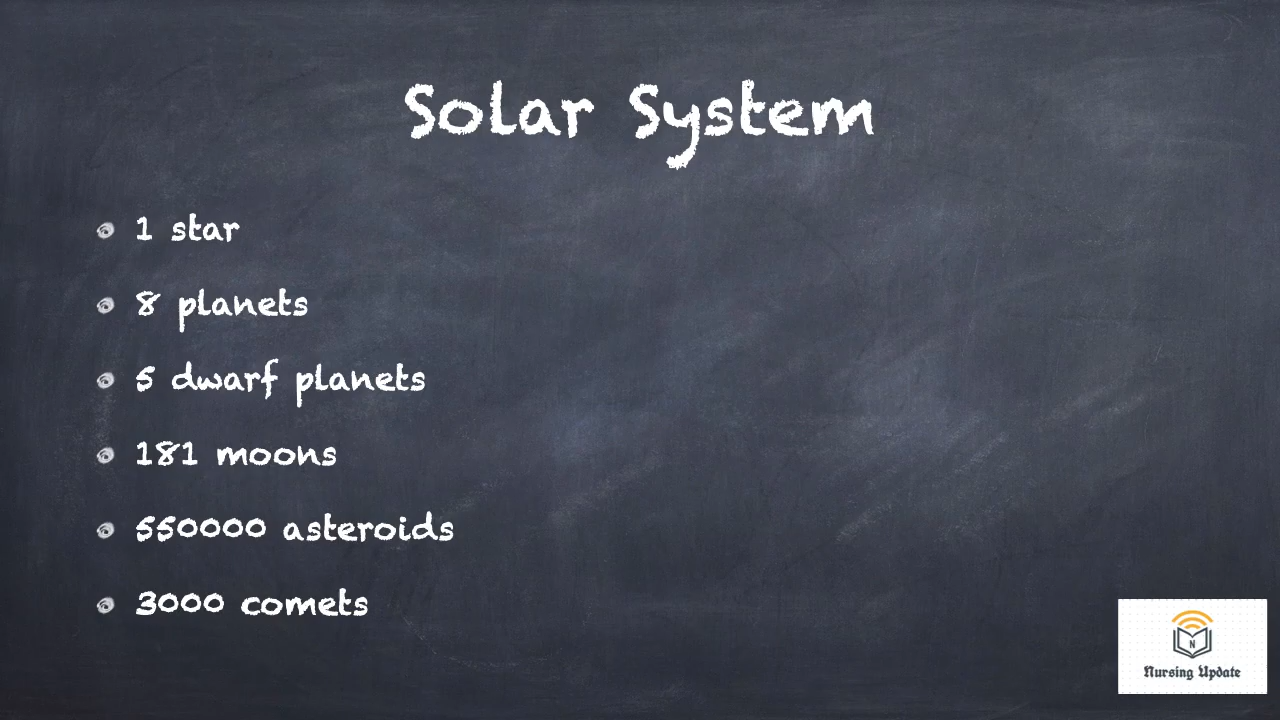 Solar System
1 star
8 planets
5 dwarf planets
181 moons
550000 asteroids
3000 comets
N
Nursing Update